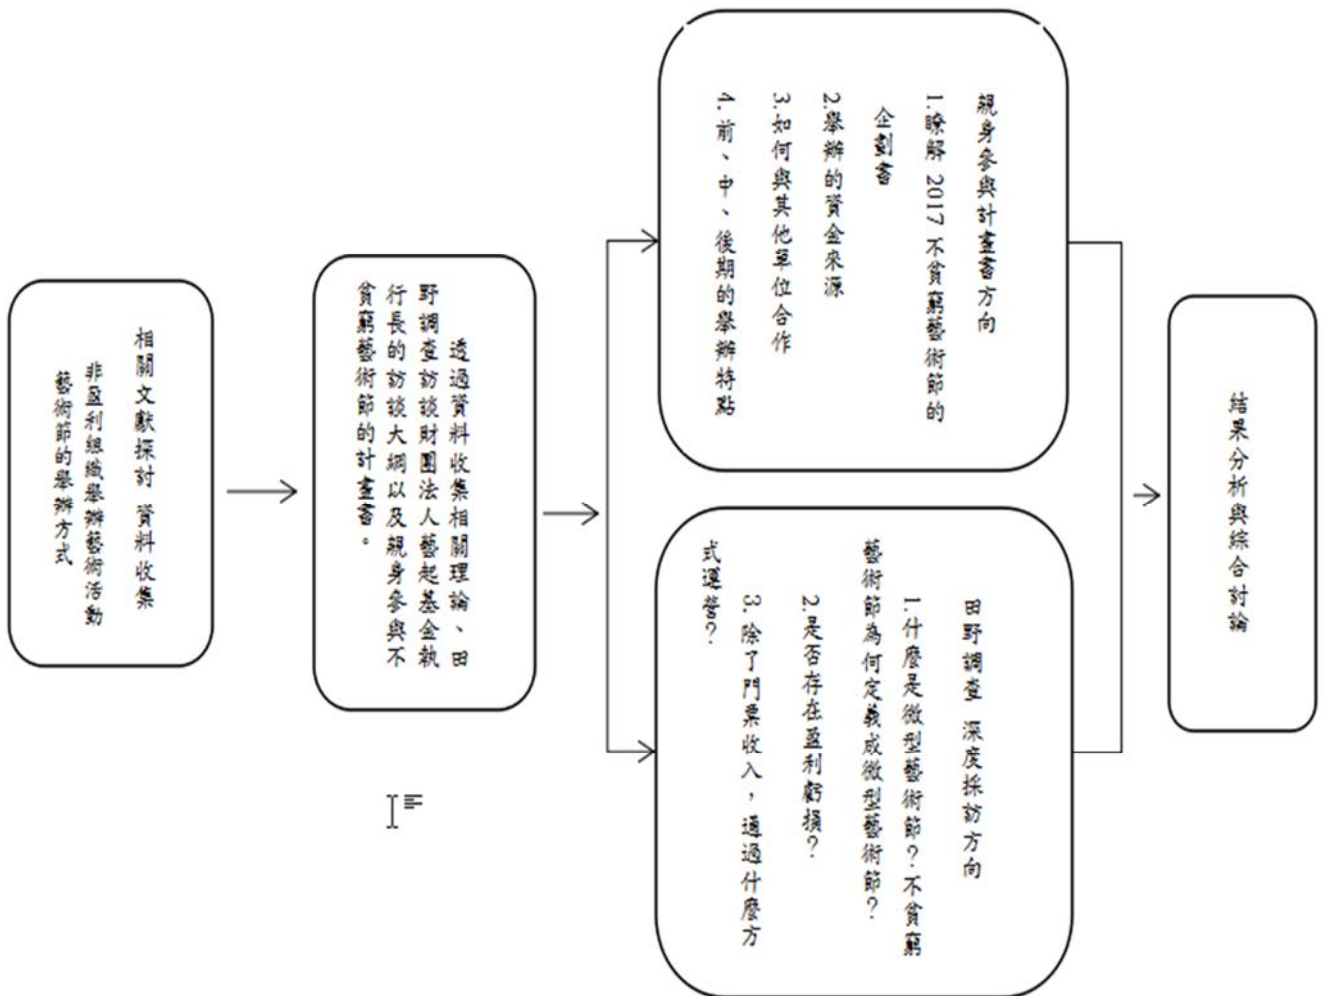 相關文獻探討 資料收集
非盈利組織舉辦藝術活動
藝術節的舉辦方式
透過資料收集相關理論、田
野調查訪談財團法人藝起基金執
行長的訪談大綱以及親身參與不
貧窮藝術節的計畫書。
親身參與計畫書方向
1.瞭解 2017 不貧窮藝術節的
企劃書
2.舉辦的資金來源
3.如何與其他單位合作
4. 前、中、後期的舉辦特點
田野調查 深度採訪方向
1.什麼是微型藝術節?不貧窮
藝術節為何定義成微型藝術節?
2.是否存在盈利虧損?
3. 除了門票收入,通過什麼方
式運營?
結果分析與綜合討論